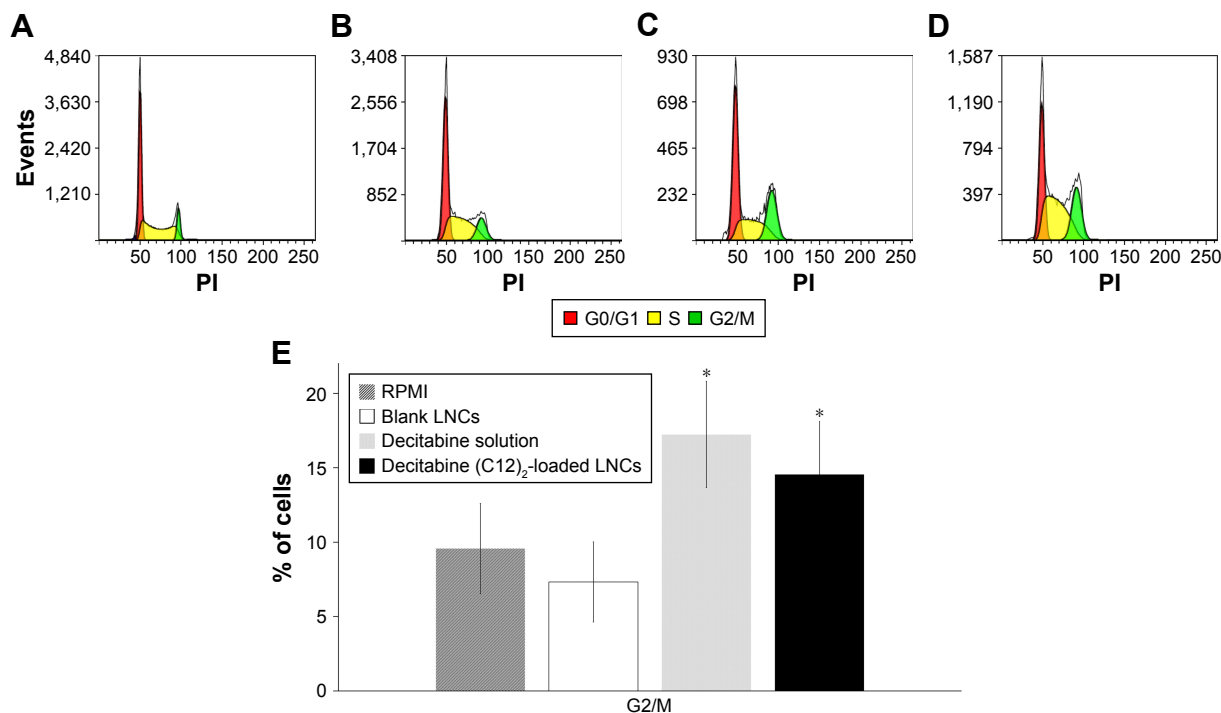 A
B
C
D
4,840
3,630
2,420
1,210
Events
50 100 150 200 250
PI
3,408
2,556
1,704
852
50 100 150 200 250
PI
930
698
465
232
50 100 150 200 250
PI
1,587
1,190
794
397
50 100 150 200 250
PI
G0/G1 S G2/M
E
20
15
10
5
0
% of cells
RPMI
Blank LNCs
Decitabine solution
Decitabine (C12)₂-loaded LNCs
*
*
G2/M